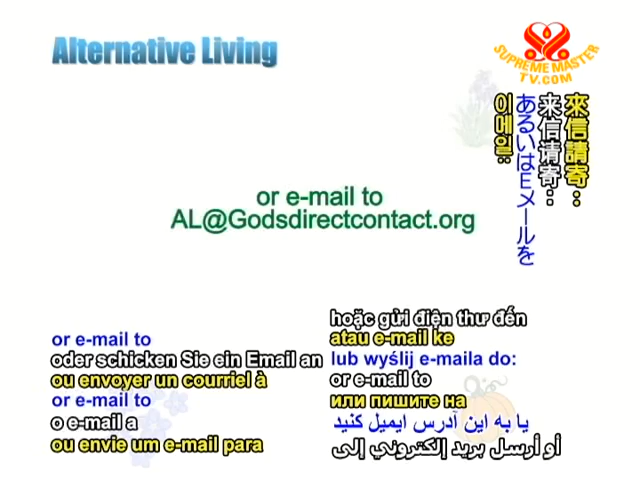 Alternative Living
SUPREME MASTER
TV.COM
來信請寄：
来信请寄：
あるいはEメールを
이메일:
or e-mail to
AL@Godsdirectcontact.org
or e-mail to
oder schicken Sie ein Email an
ou envoyer un courriel à
or e-mail to
o e-mail a
ou envie um e-mail para
hoặc gửi điện thư đến
atau e-mail ke
lub wyślij e-maila do:
or e-mail to
или пишите на
یا به این آدرس ایمیل کنید
أو أرسل بريد إلكتروني إلى